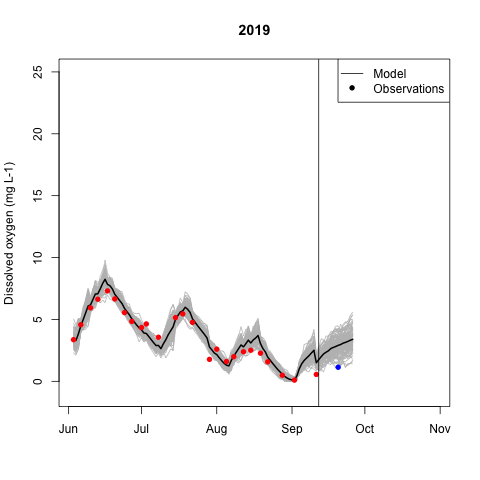 2019
Model
Observations
Dissolved oxygen (mg L-1)
25
20
15
10
5
0
Jun Jul Aug Sep Oct Nov